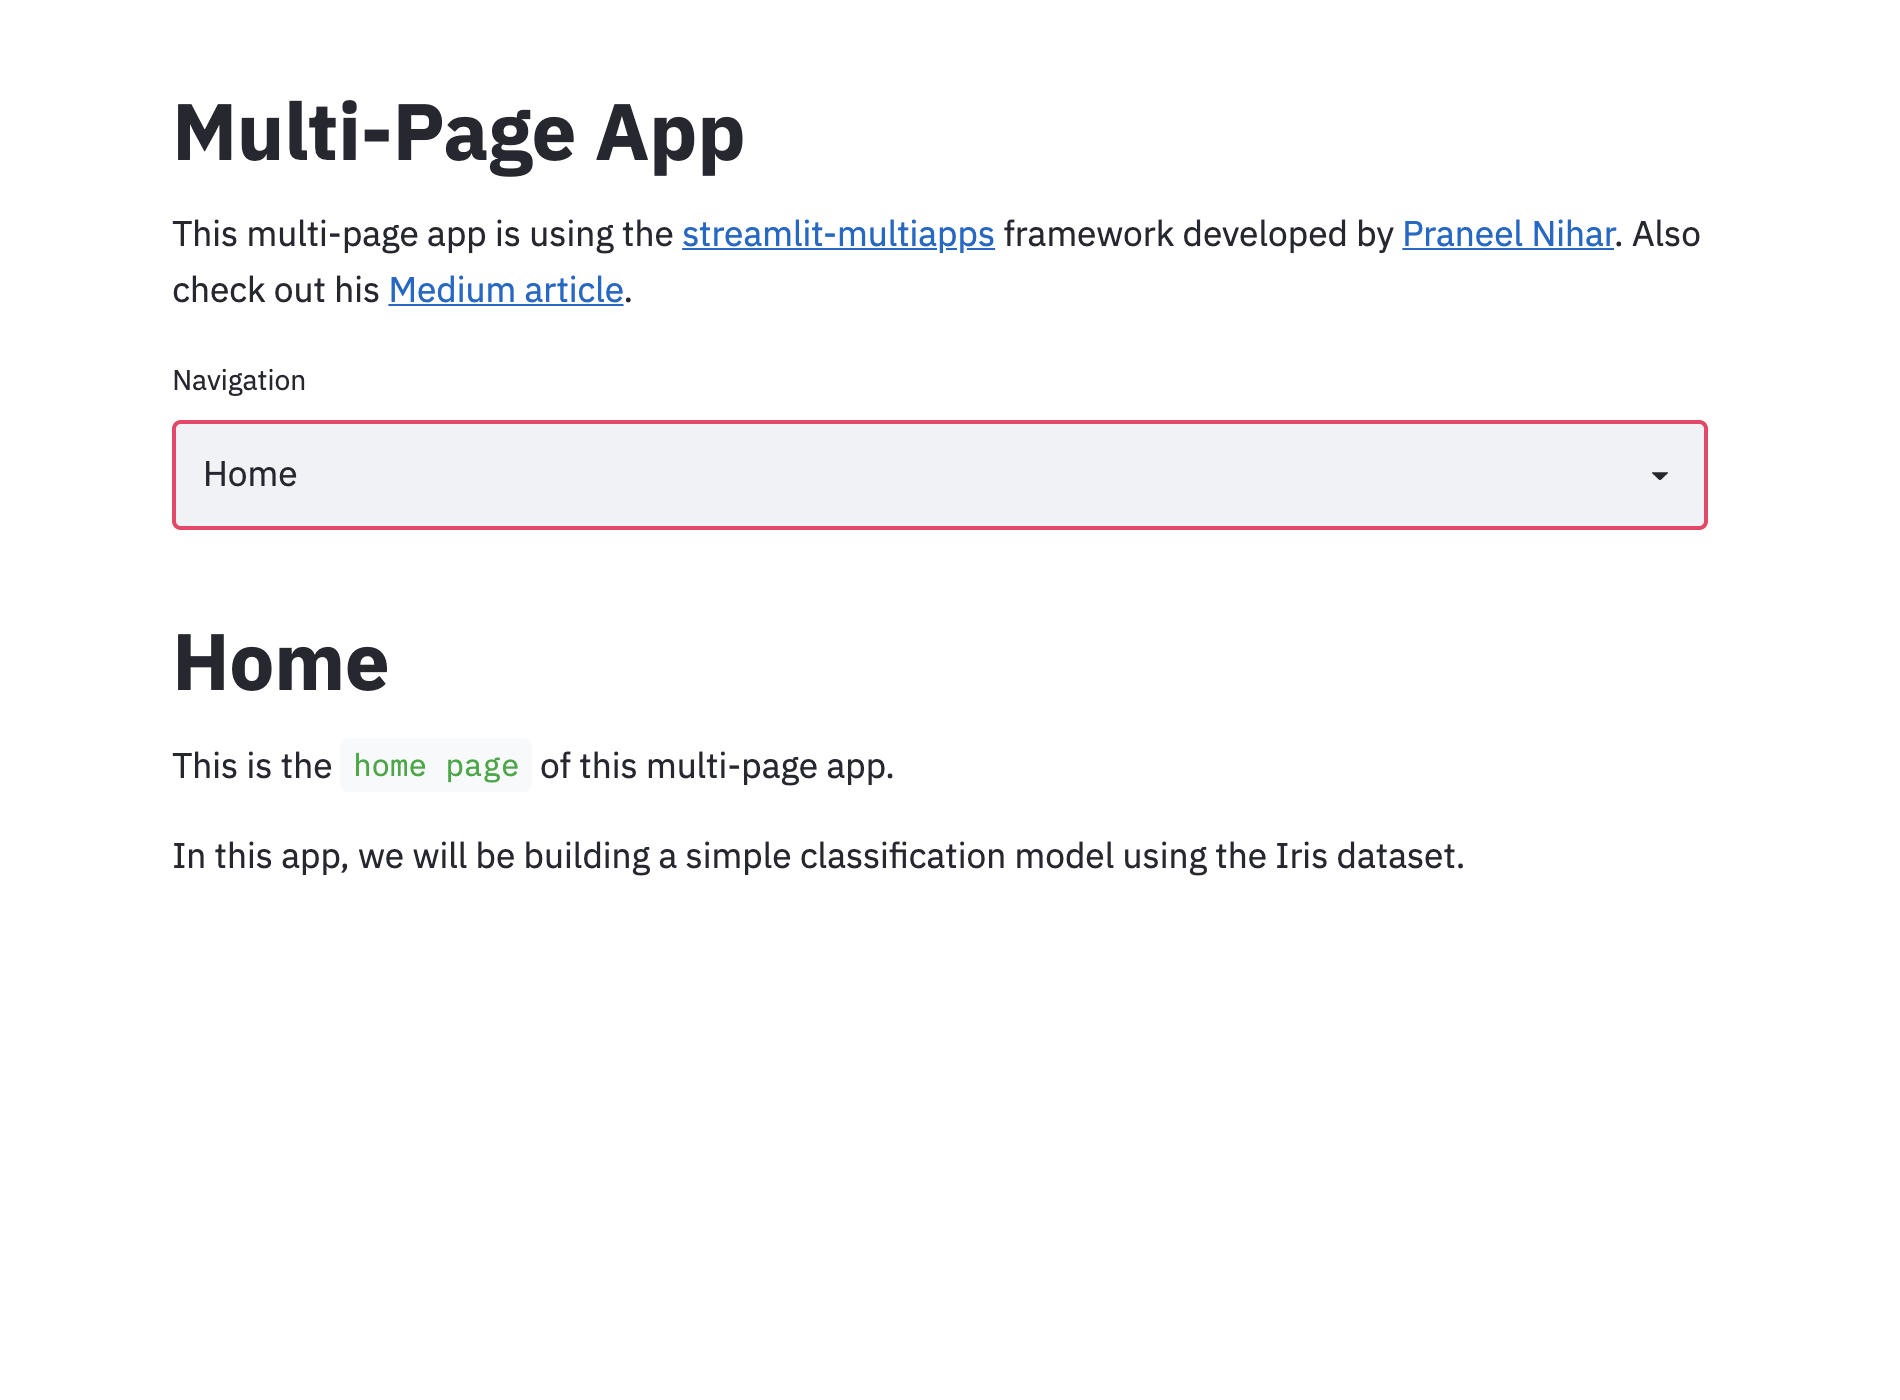 Multi-Page App
This multi-page app is using the streamlit-multiapps framework developed by Praneel Nihar. Also
check out his Medium article.
Navigation
Home
Home
This is the home page of this multi-page app.
In this app, we will be building a simple classification model using the Iris dataset.